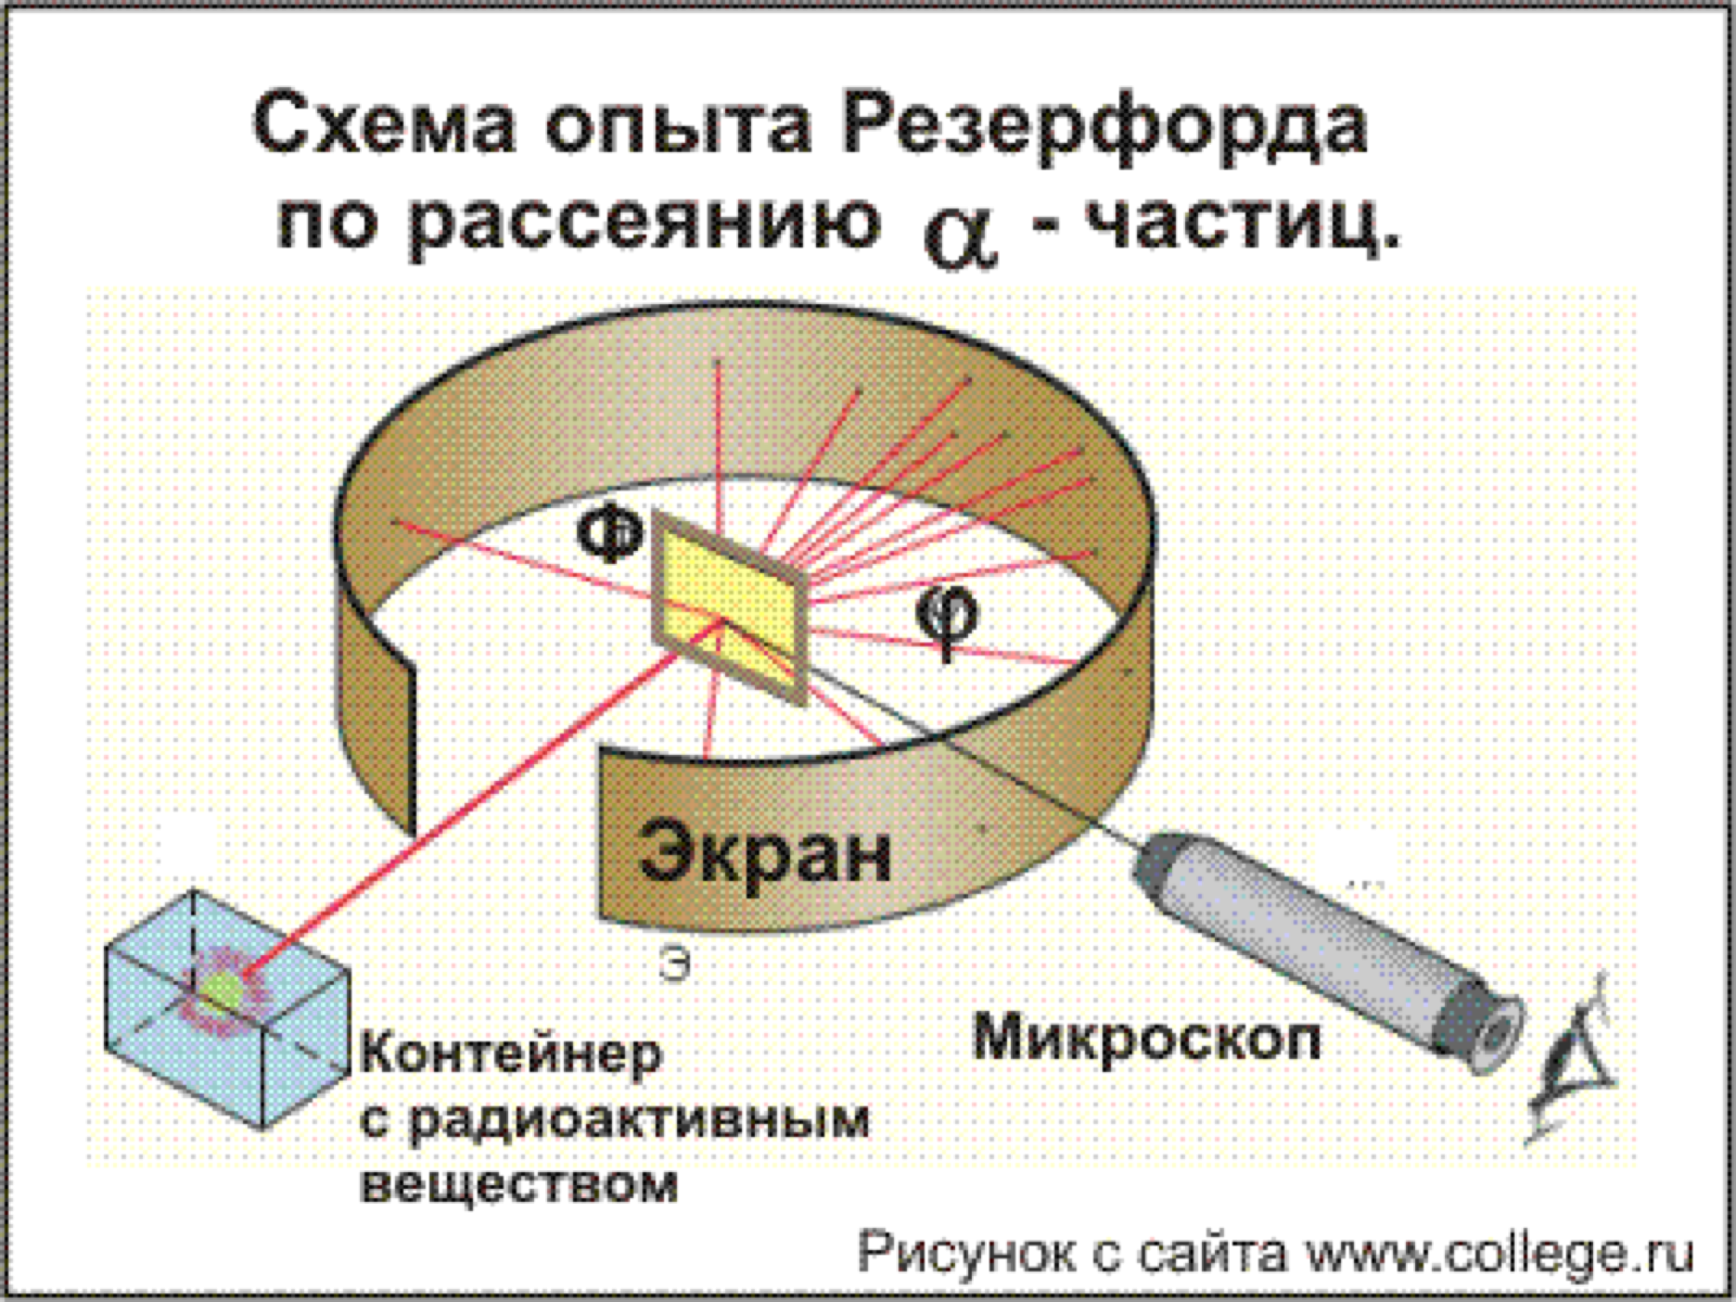 Схема опыта Резерфорда
по рассеянию α - частиц.
Ф
φ
Экран
Э
...
Микроскоп
Контейнер
с радиоактивным
веществом
Рисунок с сайта www.college.ru